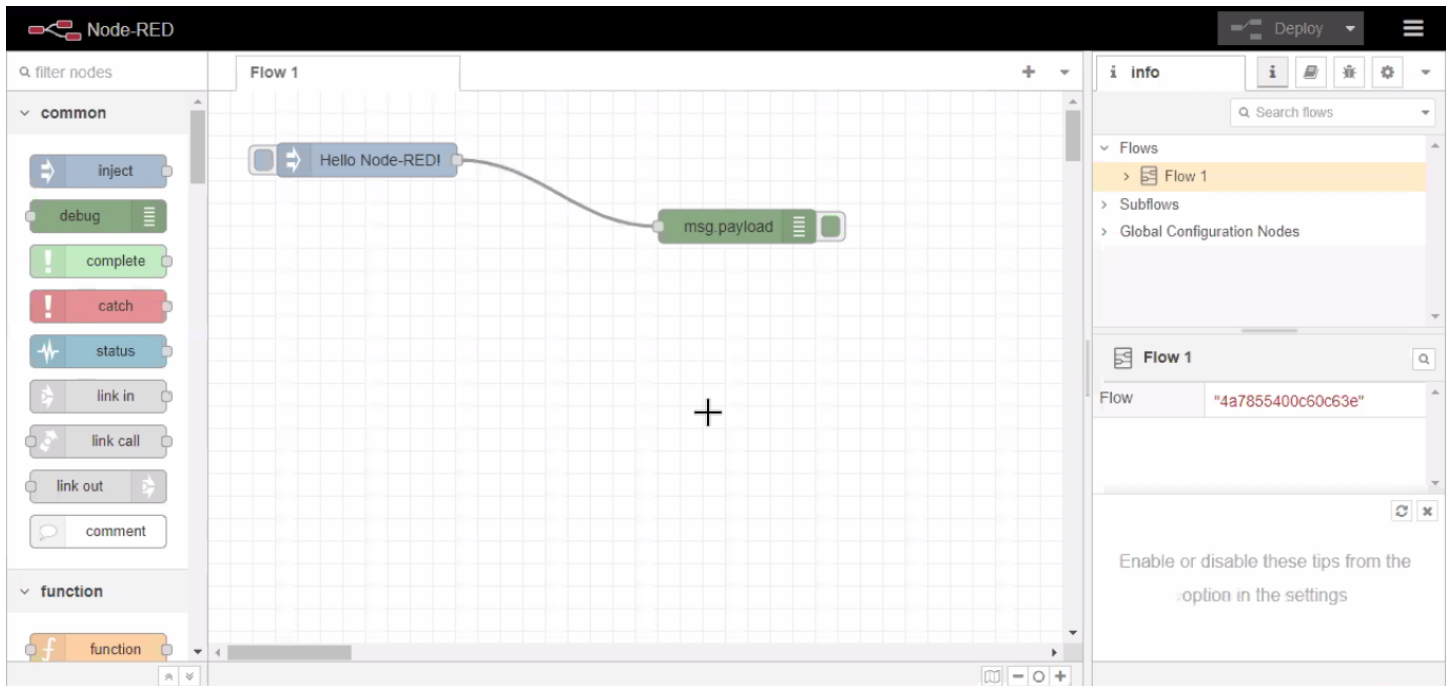 Node-RED
Deploy
filter nodes
Flow 1
i info
i
common
Search flows
Hello Node-RED!
Flows
inject
Flow 1
debug
msg.payload
Subflows
complete
Global Configuration Nodes
catch
status
Flow 1
link in
Flow
"4a7855400c60c63e"
link call
link out
comment
Enable or disable these tips from the
option in the settings
function
f function